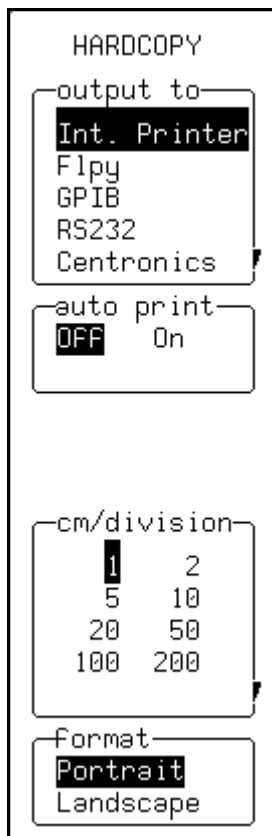 HARDCOPY
output to
Int. Printer
Flpy
GPIB
RS232
Centronics
auto print
OFF On
cm/division
1 2
5 10
20 50
100 200
format
Portrait
Landscape